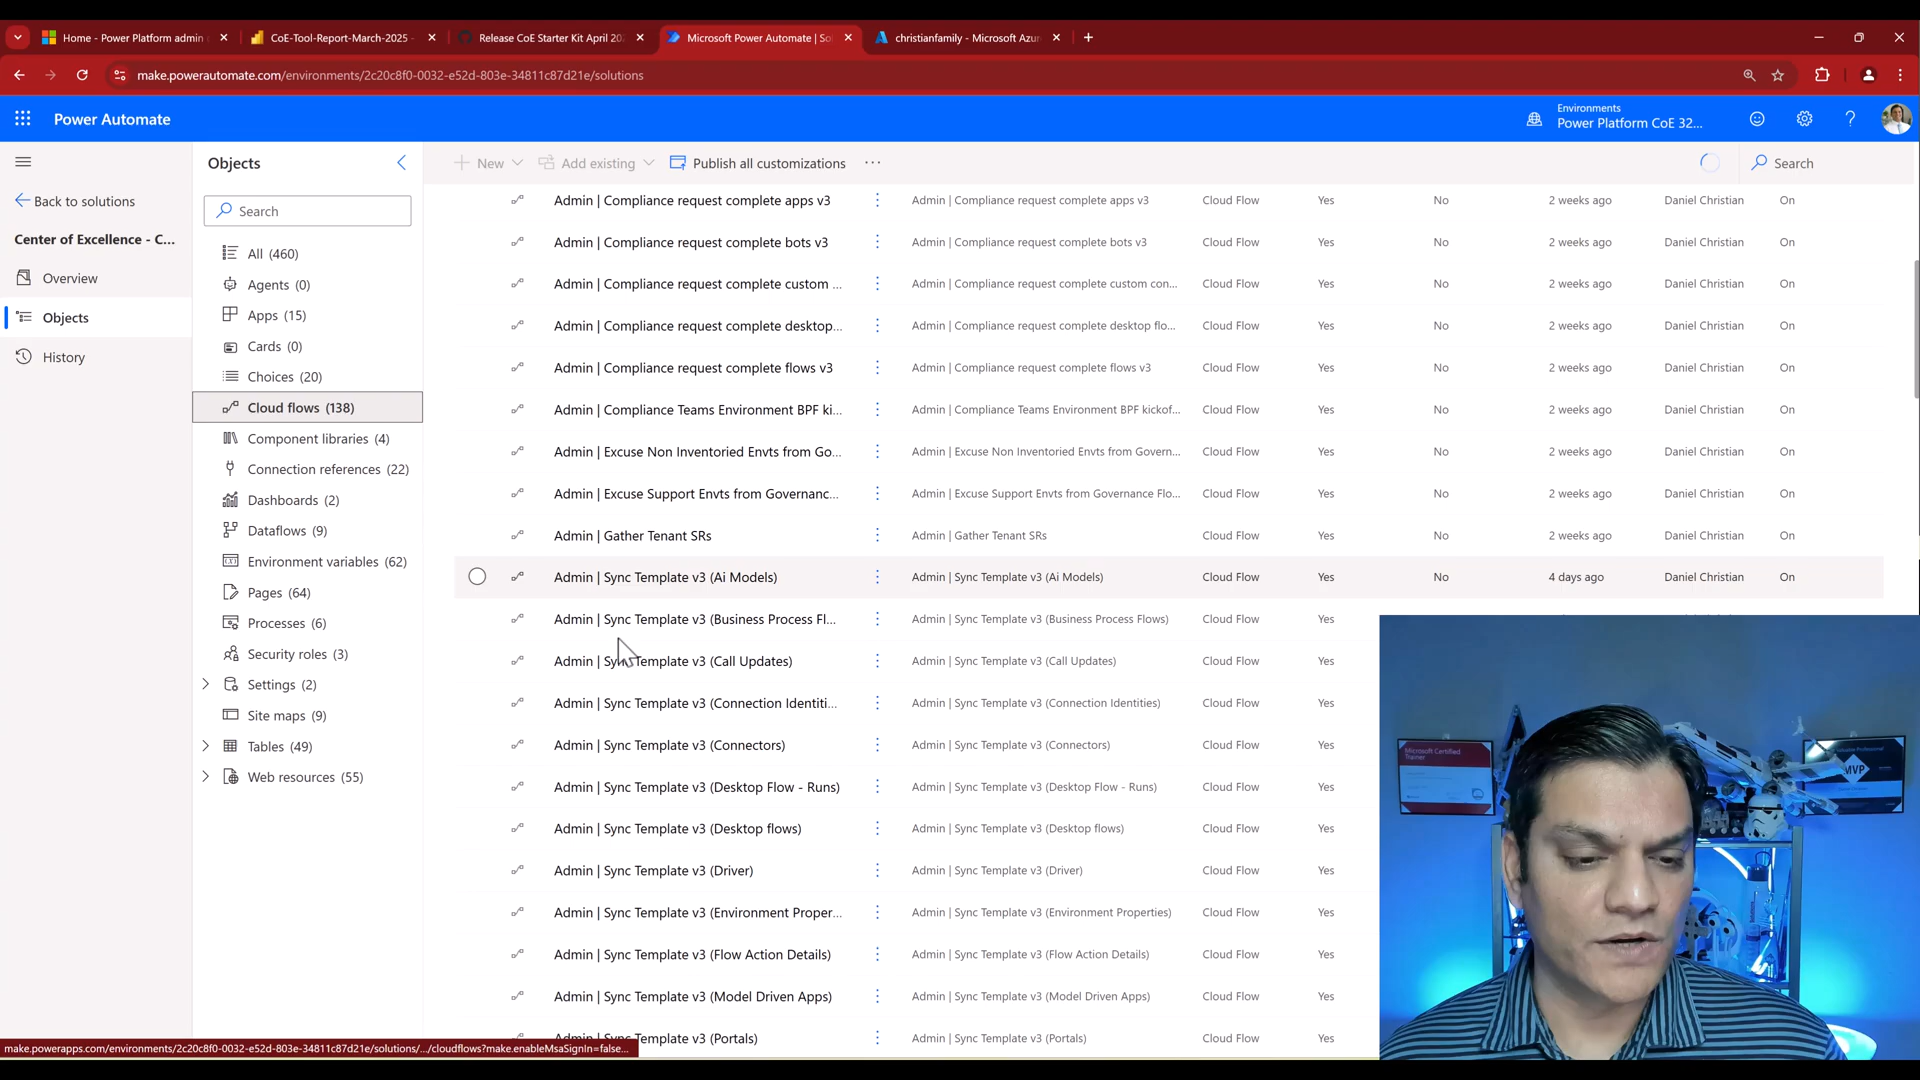 Home - Power Platform admin
CoE-Tool-Report-March-2025 -
Release CoE Starter Kit April 202
Microsoft Power Automate | Sol
christianfamily - Microsoft Azur
make.powerautomate.com/environments/2c20c8f0-0032-e52d-803e-34811c87d21e/solutions
Power Automate
Environments
Power Platform CoE 32...
Back to solutions
Center of Excellence - C...
Overview
Objects
History
Objects
Search
All (460)
Agents (0)
Apps (15)
Cards (0)
Choices (20)
Cloud flows (138)
Component libraries (4)
Connection references (22)
Dashboards (2)
Dataflows (9)
Environment variables (62)
Pages (64)
Processes (6)
Security roles (3)
Settings (2)
Site maps (9)
Tables (49)
Web resources (55)
New
Add existing
Publish all customizations
Search
Admin | Compliance request complete apps v3 Admin | Compliance request complete apps v3 Cloud Flow Yes No 2 weeks ago Daniel Christian On
Admin | Compliance request complete bots v3 Admin | Compliance request complete bots v3 Cloud Flow Yes No 2 weeks ago Daniel Christian On
Admin | Compliance request complete custom ... Admin | Compliance request complete custom con... Cloud Flow Yes No 2 weeks ago Daniel Christian On
Admin | Compliance request complete desktop... Admin | Compliance request complete desktop flo... Cloud Flow Yes No 2 weeks ago Daniel Christian On
Admin | Compliance request complete flows v3 Admin | Compliance request complete flows v3 Cloud Flow Yes No 2 weeks ago Daniel Christian On
Admin | Compliance Teams Environment BPF ki... Admin | Compliance Teams Environment BPF kickof... Cloud Flow Yes No 2 weeks ago Daniel Christian On
Admin | Excuse Non Inventoried Envts from Go... Admin | Excuse Non Inventoried Envts from Govern... Cloud Flow Yes No 2 weeks ago Daniel Christian On
Admin | Excuse Support Envts from Governanc... Admin | Excuse Support Envts from Governance Flo... Cloud Flow Yes No 2 weeks ago Daniel Christian On
Admin | Gather Tenant SRs Admin | Gather Tenant SRs Cloud Flow Yes No 2 weeks ago Daniel Christian On
Admin | Sync Template v3 (Ai Models) Admin | Sync Template v3 (Ai Models) Cloud Flow Yes No 4 days ago Daniel Christian On
Admin | Sync Template v3 (Business Process Fl... Admin | Sync Template v3 (Business Process Flows) Cloud Flow Yes
Admin | Sync Template v3 (Call Updates) Admin | Sync Template v3 (Call Updates) Cloud Flow Yes
Admin | Sync Template v3 (Connection Identiti... Admin | Sync Template v3 (Connection Identities) Cloud Flow Yes
Admin | Sync Template v3 (Connectors) Admin | Sync Template v3 (Connectors) Cloud Flow Yes
Admin | Sync Template v3 (Desktop Flow - Runs) Admin | Sync Template v3 (Desktop Flow - Runs) Cloud Flow Yes
Admin | Sync Template v3 (Desktop flows) Admin | Sync Template v3 (Desktop flows) Cloud Flow Yes
Admin | Sync Template v3 (Driver) Admin | Sync Template v3 (Driver) Cloud Flow Yes
Admin | Sync Template v3 (Environment Proper... Admin | Sync Template v3 (Environment Properties) Cloud Flow Yes
Admin | Sync Template v3 (Flow Action Details) Admin | Sync Template v3 (Flow Action Details) Cloud Flow Yes
Admin | Sync Template v3 (Model Driven Apps) Admin | Sync Template v3 (Model Driven Apps) Cloud Flow Yes
Admin | Sync Template v3 (Portals) Admin | Sync Template v3 (Portals) Cloud Flow Yes
make.powerapps.com/environments/2c20c8f0-0032-e52d-803e-34811c87d21e/solutions/.../cloudflows?make.enableMsaSignIn=false...
Microsoft Certified
Trainer
MVP